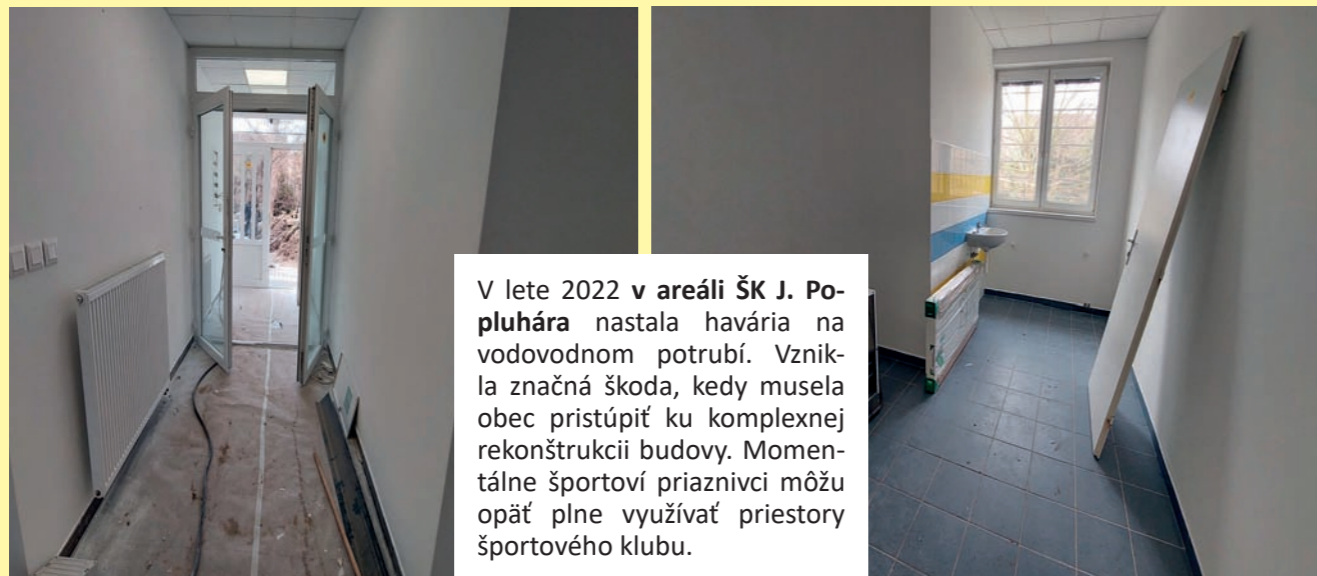 V lete 2022 v areáli ŠK J. Po-
pluhára nastala havária na
vodovodnom potrubí. Vznik-
la značná škoda, kedy musela
obec pristúpiť ku komplexnej
rekonštrukcii budovy. Momen-
tálne športoví priaznivci môžu
opäť plne využívať priestory
športového klubu.